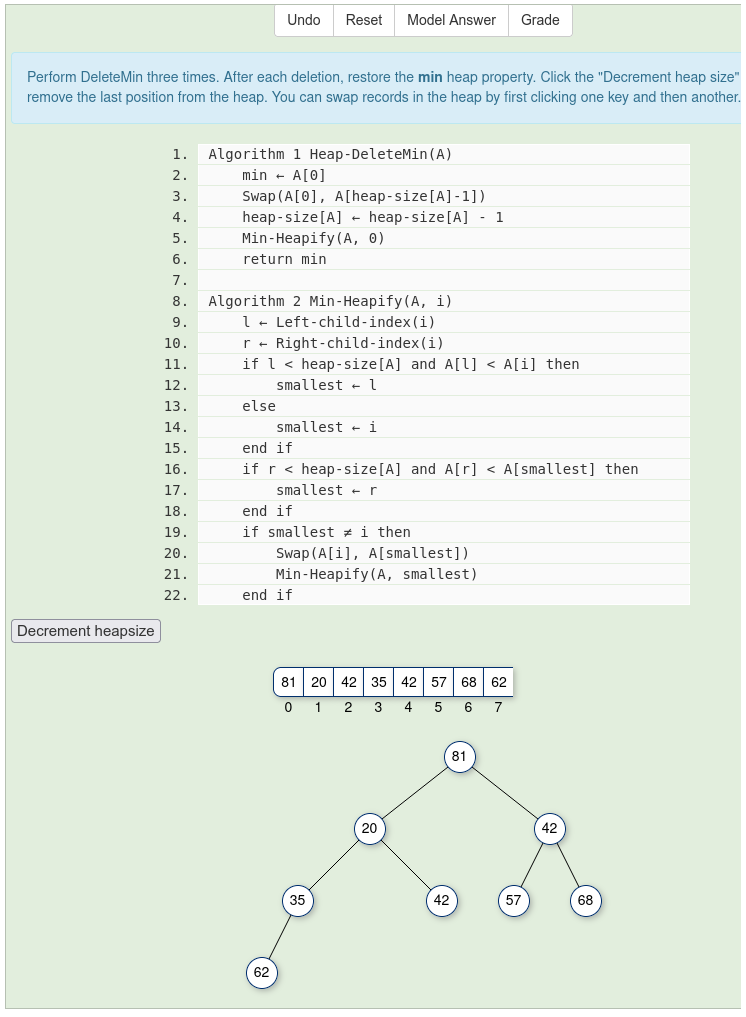 Undo Reset Model Answer Grade
Perform DeleteMin three times. After each deletion, restore the min heap property. Click the "Decrement heap size"
remove the last position from the heap. You can swap records in the heap by first clicking one key and then another.
1. Algorithm 1 Heap-DeleteMin(A)
2. min ← A[0]
3. Swap(A[0], A[heap-size[A]-1])
4. heap-size[A] ← heap-size[A] - 1
5. Min-Heapify(A, 0)
6. return min
7.
8. Algorithm 2 Min-Heapify(A, i)
9. l ← Left-child-index(i)
10. r ← Right-child-index(i)
11. if l < heap-size[A] and A[l] < A[i] then
12. smallest ← l
13. else
14. smallest ← i
15. end if
16. if r < heap-size[A] and A[r] < A[smallest] then
17. smallest ← r
18. end if
19. if smallest ≠ i then
20. Swap(A[i], A[smallest])
21. Min-Heapify(A, smallest)
22. end if
Decrement heapsize
81 20 42 35 42 57 68 62
0 1 2 3 4 5 6 7
81
20 42
35 42 57 68
62